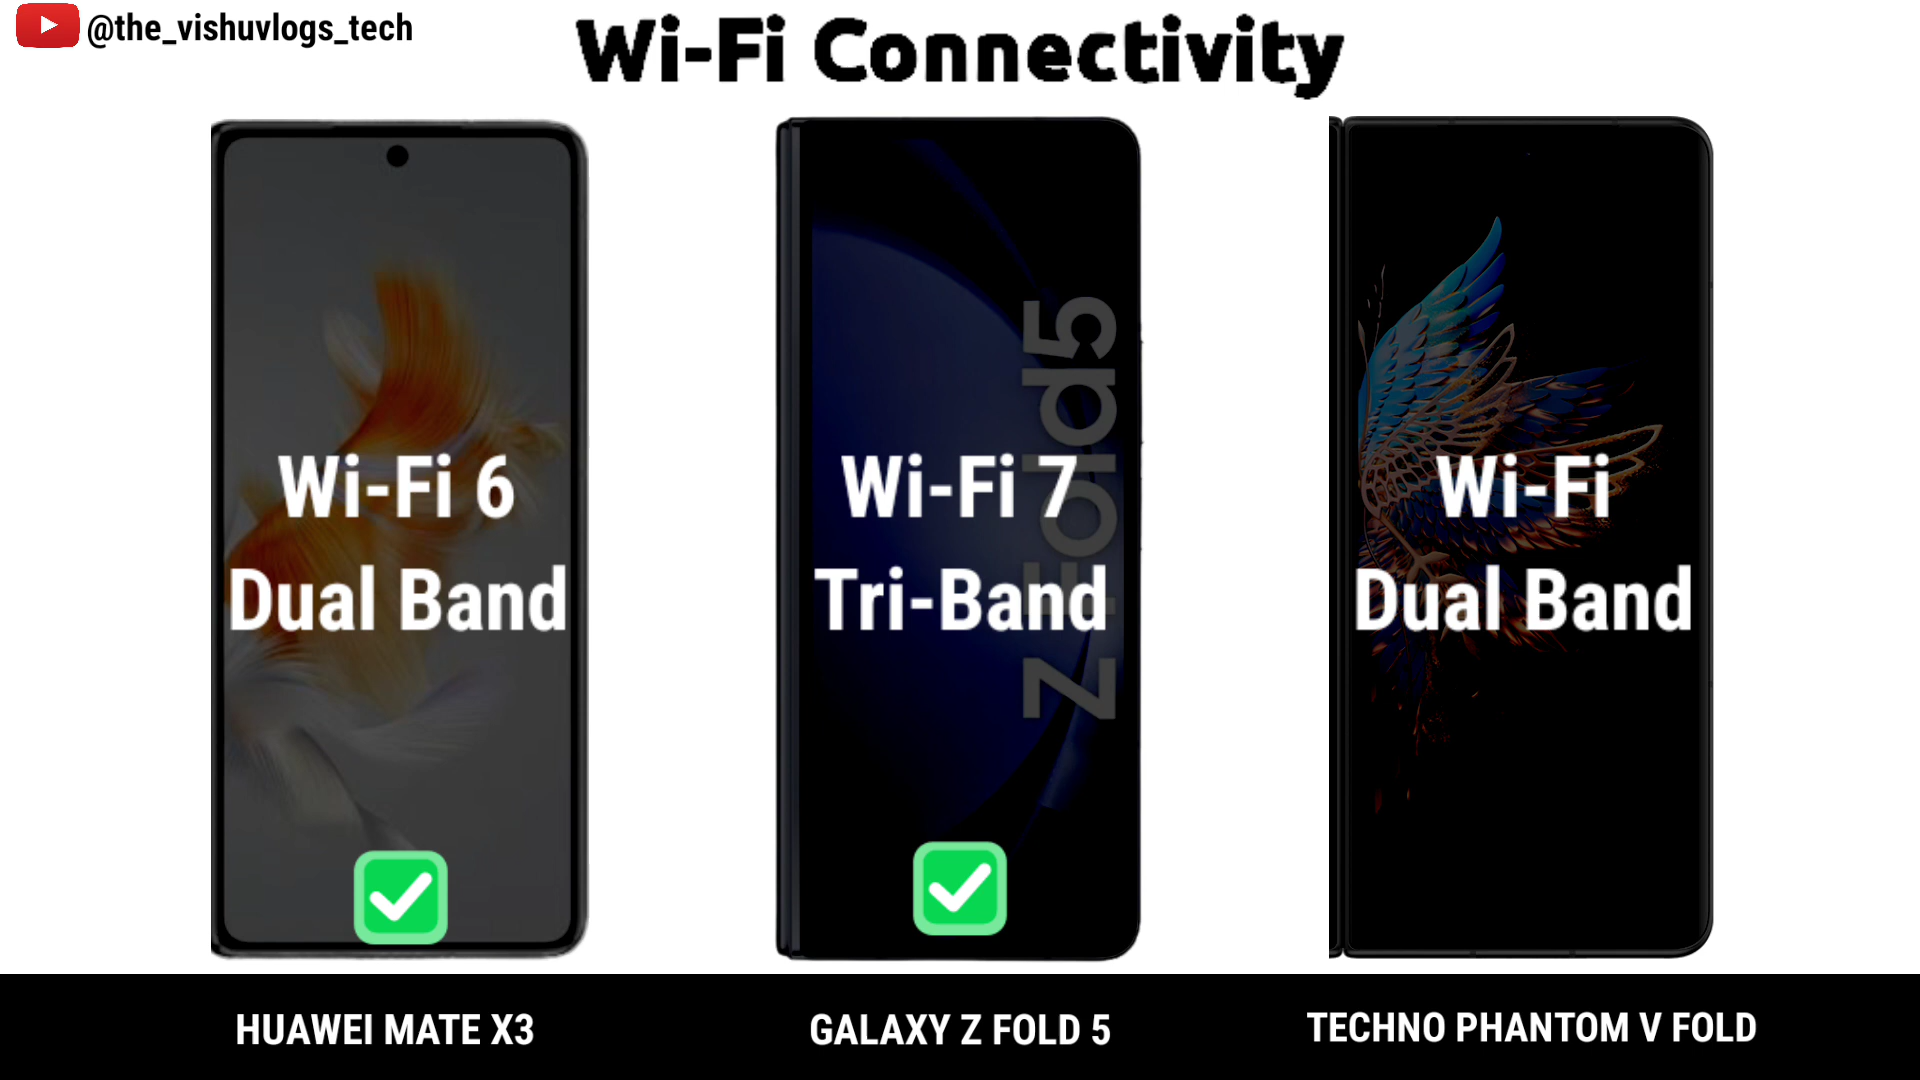 @the_vishuvlogs_tech
Wi-Fi Connectivity
Wi-Fi 6
Dual Band
Z Fold5
Wi-Fi 7
Tri-Band
Wi-Fi
Dual Band
HUAWEI MATE X3
GALAXY Z FOLD 5
TECHNO PHANTOM V FOLD